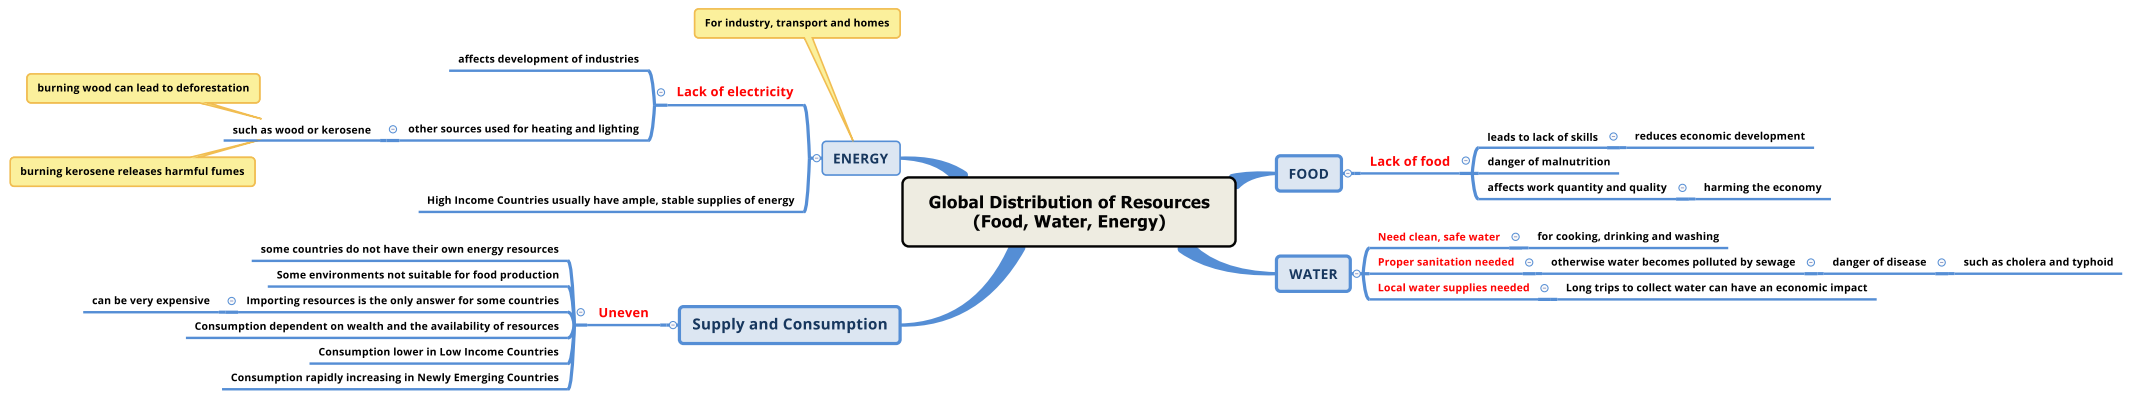 For industry, transport and homes
affects development of industries
burning wood can lead to deforestation
Lack of electricity
such as wood or kerosene
other sources used for heating and lighting
burning kerosene releases harmful fumes
ENERGY
High Income Countries usually have ample, stable supplies of energy
Global Distribution of Resources
(Food, Water, Energy)
FOOD
Lack of food
leads to lack of skills
reduces economic development
danger of malnutrition
affects work quantity and quality
harming the economy
WATER
Need clean, safe water
for cooking, drinking and washing
Proper sanitation needed
otherwise water becomes polluted by sewage
danger of disease
such as cholera and typhoid
Local water supplies needed
Long trips to collect water can have an economic impact
Supply and Consumption
Uneven
some countries do not have their own energy resources
Some environments not suitable for food production
Importing resources is the only answer for some countries
can be very expensive
Consumption dependent on wealth and the availability of resources
Consumption lower in Low Income Countries
Consumption rapidly increasing in Newly Emerging Countries